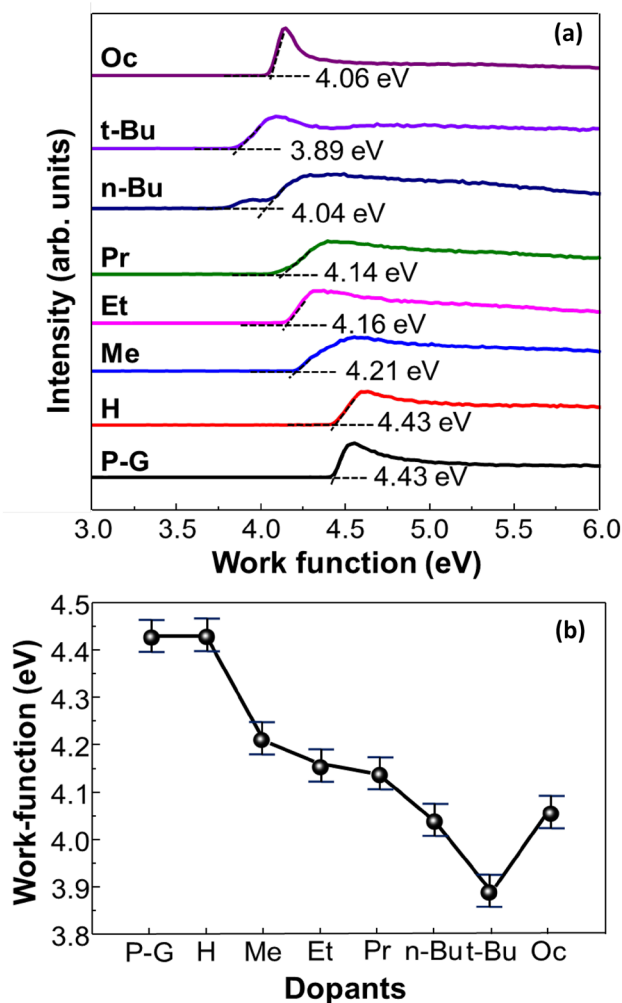 (a)
Oc
4.06 eV
t-Bu
3.89 eV
n-Bu
4.04 eV
Pr
4.14 eV
Et
4.16 eV
Me
4.21 eV
H
4.43 eV
P-G
4.43 eV
Intensity (arb. units)
3.0 3.5 4.0 4.5 5.0 5.5 6.0
Work function (eV)
(b)
4.5
4.4
4.3
4.2
4.1
4.0
3.9
3.8
Work-function (eV)
P-G H Me Et Pr n-Bu t-Bu Oc
Dopants